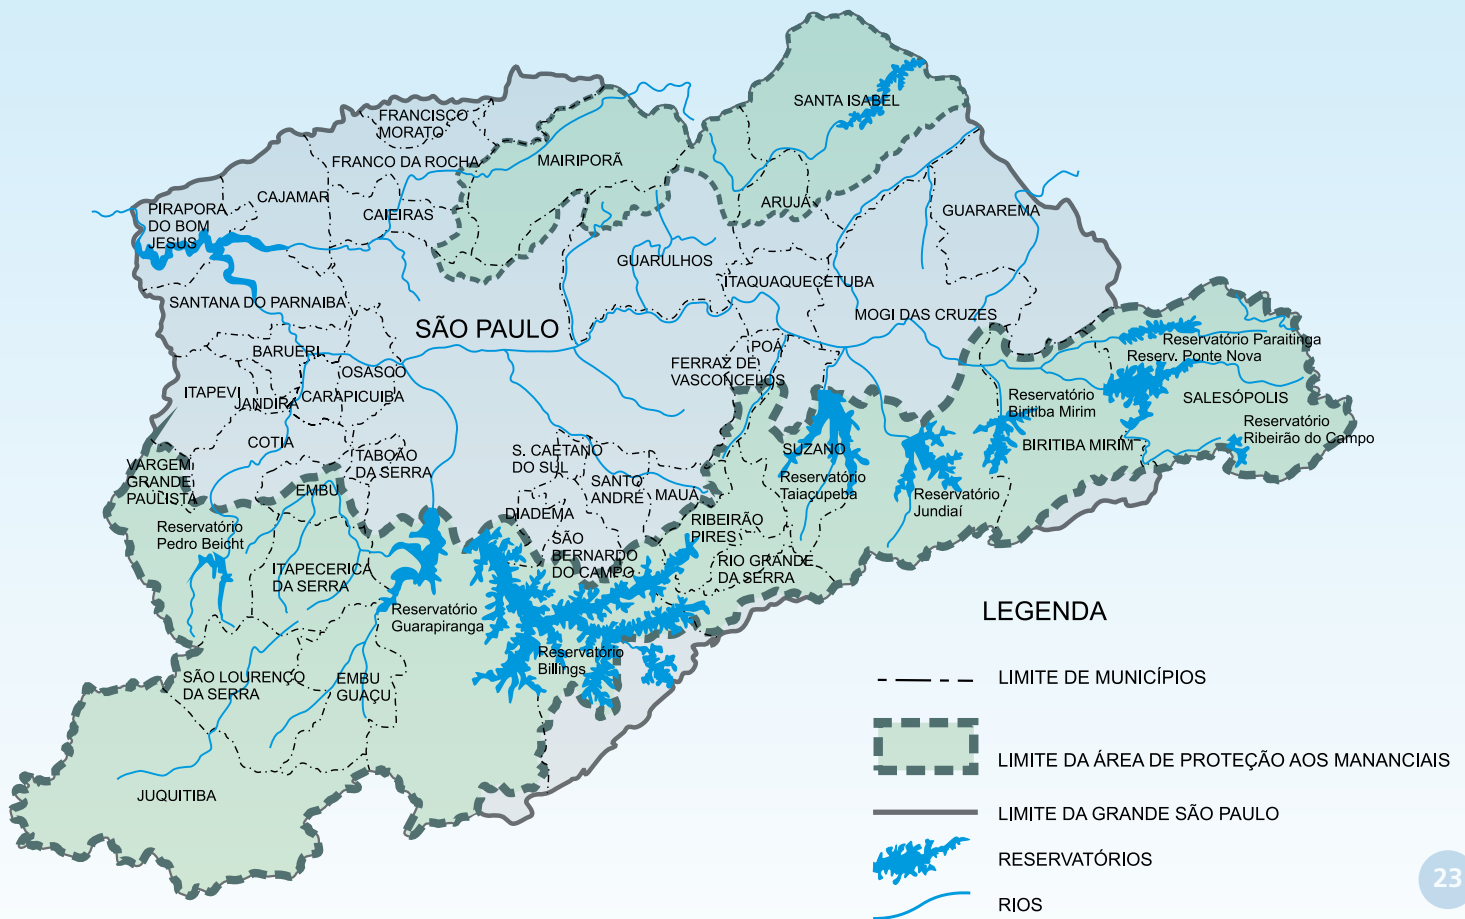 SANTA ISABEL
FRANCISCO
MORATO
FRANCO DA ROCHA
MAIRIPORÃ
CAJAMAR
CAIEIRAS
PIRAPORA
DO BOM
JESUS
ARUJÁ
GUARAREMA
GUARULHOS
ITAQUAQUECETUBA
SANTANA DO PARNAIBA
MOGI DAS CRUZES
SÃO PAULO
BARUERI
OSASCO
POÁ
FERRAZ DE
VASCONCELOS
Reservatório Paraitinga
Reserv. Ponte Nova
ITAPEVI
JANDIRA
CARAPICUIBA
Reservatório
Biritiba Mirim
SALESÓPOLIS
Reservatório
Ribeirão do Campo
COTIA
TABOÃO
DA SERRA
S. CAETANO
DO SUL
SUZANO
BIRITIBA MIRIM
VARGEM
GRANDE
PAULISTA
EMBU
SANTO
ANDRÉ
MAUA
Reservatório
Taiaçupeba
Reservatório
Jundiaí
DIADEMA
RIBEIRÃO
PIRES
Reservatório
Pedro Beicht
SÃO
BERNARDO
DO CAMPO
ITAPECERICA
DA SERRA
RIO GRANDE
DA SERRA
Reservatório
Guarapiranga
Reservatório
Billings
SÃO LOURENÇO
DA SERRA
EMBU
GUAÇU
JUQUITIBA
LEGENDA
LIMITE DE MUNICÍPIOS
LIMITE DA ÁREA DE PROTEÇÃO AOS MANANCIAIS
LIMITE DA GRANDE SÃO PAULO
RESERVATÓRIOS
RIOS
23